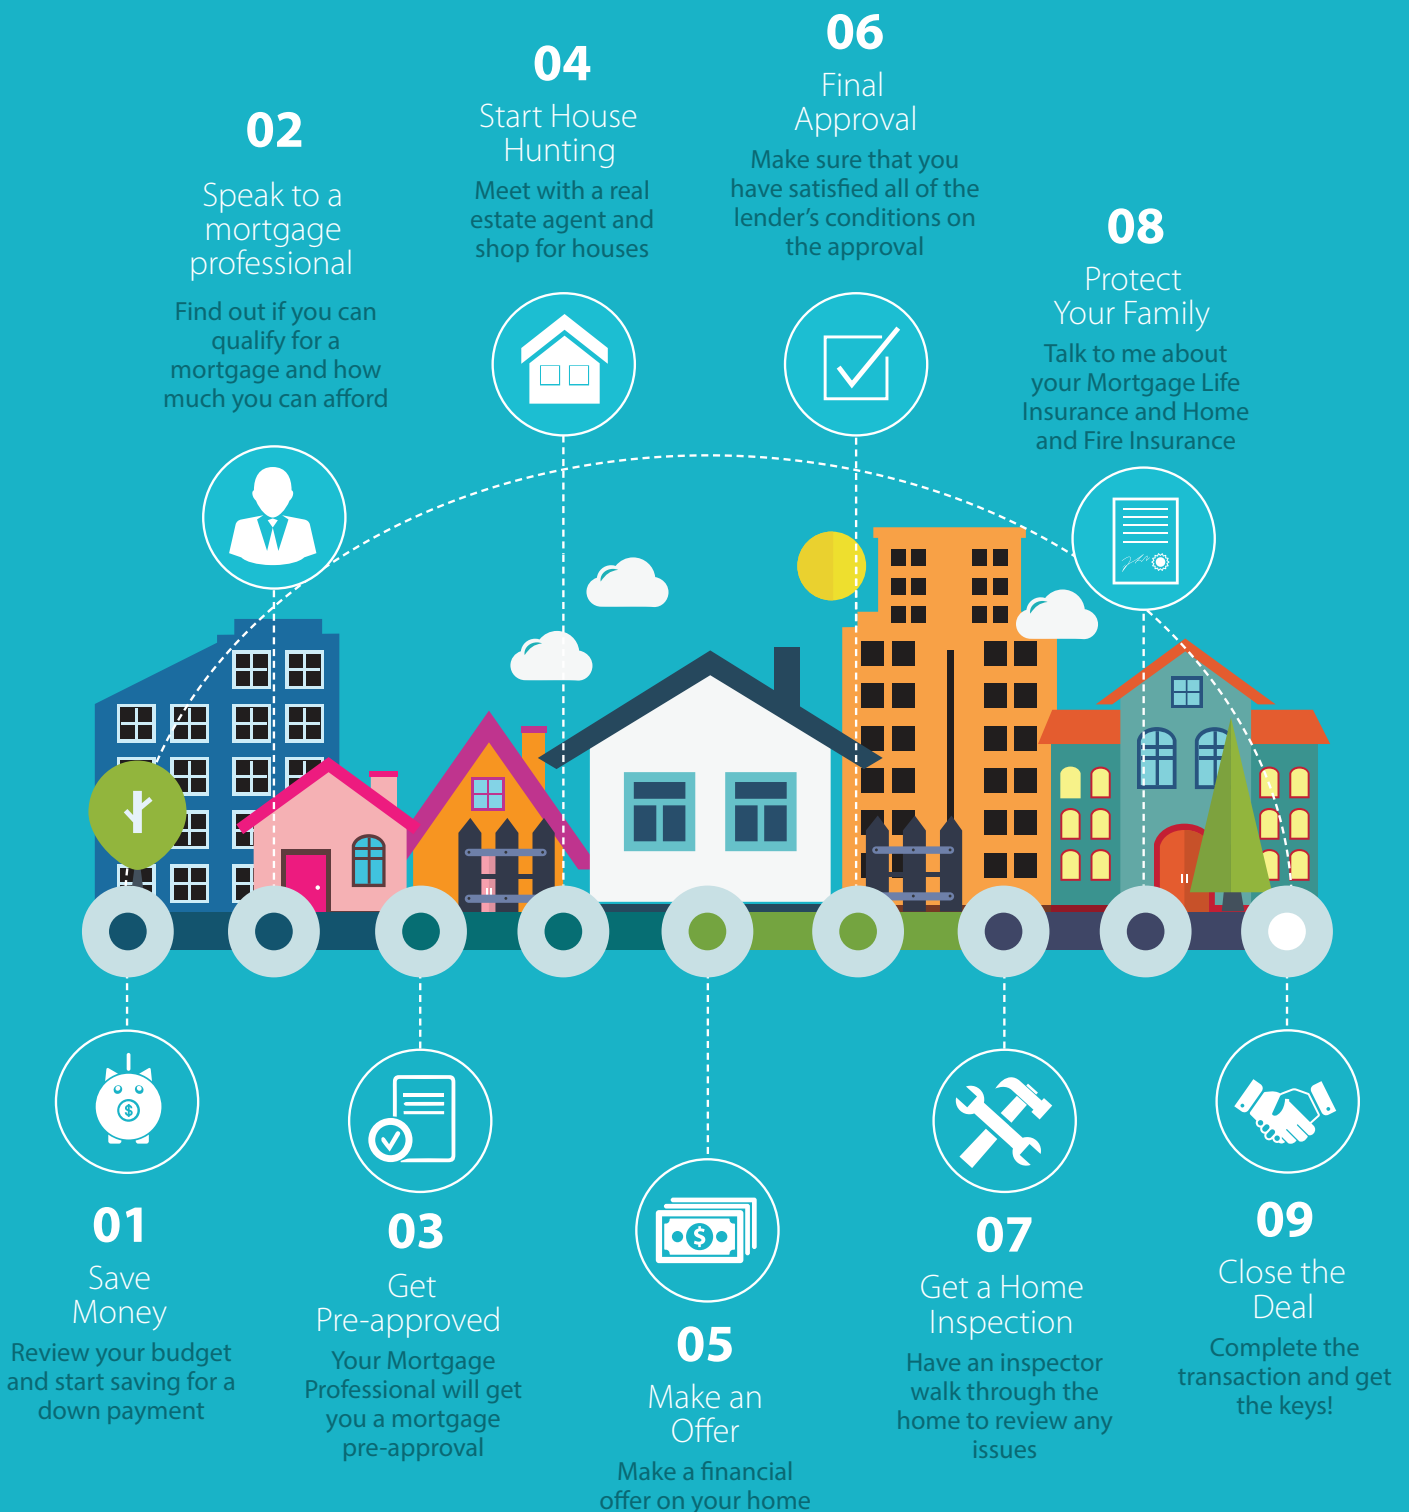 01
Save
Money
Review your budget
and start saving for a
down payment
02
Speak to a
mortgage
professional
Find out if you can
qualify for a
mortgage and how
much you can afford
03
Get
Pre-approved
Your Mortgage
Professional will get
you a mortgage
pre-approval
04
Start House
Hunting
Meet with a real
estate agent and
shop for houses
05
Make an
Offer
Make a financial
offer on your home
06
Final
Approval
Make sure that you
have satisfied all of the
lender’s conditions on
the approval
07
Get a Home
Inspection
Have an inspector
walk through the
home to review any
issues
08
Protect
Your Family
Talk to me about
your Mortgage Life
Insurance and Home
and Fire Insurance
09
Close the
Deal
Complete the
transaction and get
the keys!
$
$